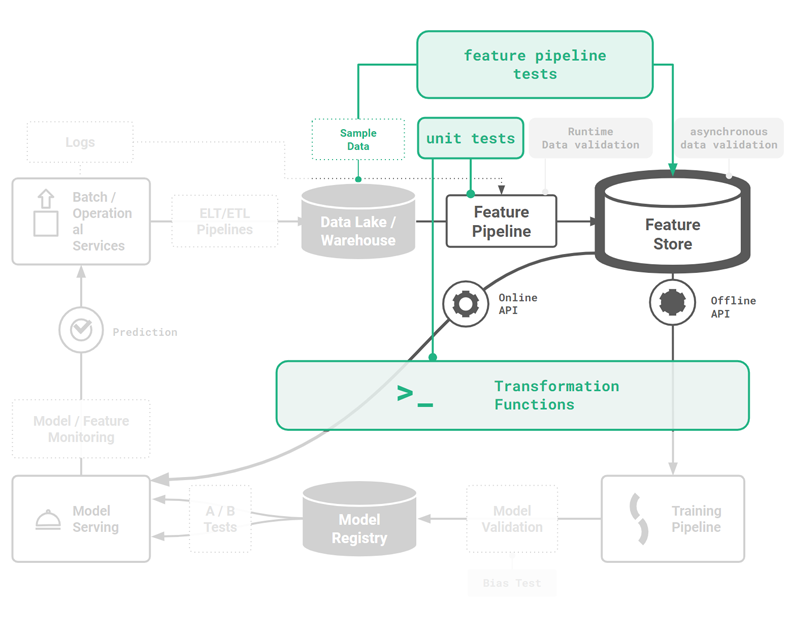 feature pipeline
tests
Logs
Sample
Data
unit tests
Runtime
Data validation
asynchronous
data validation
Batch /
Operation
al
Services
ELT/ETL
Pipelines
Data Lake /
Warehouse
Feature
Pipeline
Feature
Store
Online
API
Offline
API
Prediction
>_
Transformation
Functions
Model / Feature
Monitoring
Model
Serving
A / B
Tests
Model
Registry
Model
Validation
Training
Pipeline
Bias Test